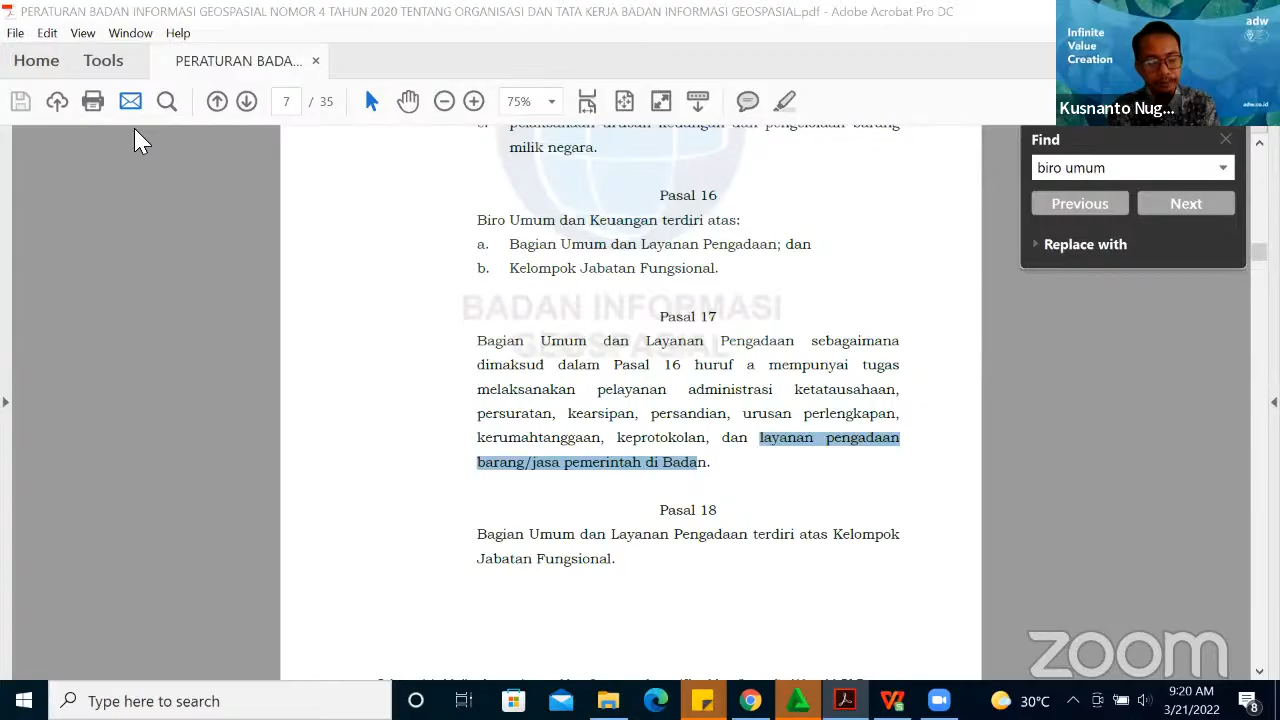 PERATURAN BADAN INFORMASI GEOSPASIAL NOMOR 4 TAHUN 2020 TENTANG ORGANISASI DAN TATA KERJA BADAN INFORMASI GEOSPASIAL.pdf - Adobe Acrobat Pro DC
File Edit View Window Help
Home Tools PERATURAN BADA... ×
7 / 35 75%
adw
Infinite
Value
Creation
adw.co.id
Kusnanto Nug...
Find
biro umum
Previous Next
Replace with
milik negara.
Pasal 16
Biro Umum dan Keuangan terdiri atas:
a. Bagian Umum dan Layanan Pengadaan; dan
b. Kelompok Jabatan Fungsional.
BADAN INFORMASI
GEOSPASIAL
Pasal 17
Bagian Umum dan Layanan Pengadaan sebagaimana
dimaksud dalam Pasal 16 huruf a mempunyai tugas
melaksanakan pelayanan administrasi ketatausahaan,
persuratan, kearsipan, persandian, urusan perlengkapan,
kerumahtanggaan, keprotokolan, dan layanan pengadaan
barang/jasa pemerintah di Badan.
Pasal 18
Bagian Umum dan Layanan Pengadaan terdiri atas Kelompok
Jabatan Fungsional.
zoom
Type here to search
30°C
9:20 AM
3/21/2022
8